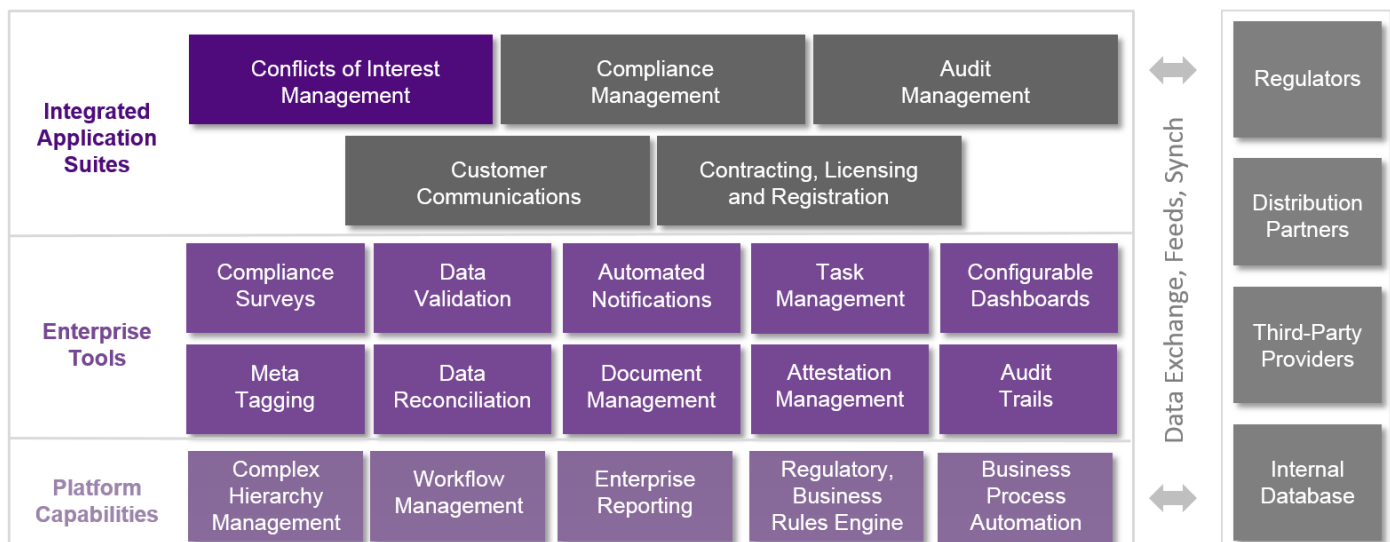 Integrated
Application
Suites
Conflicts of Interest
Management
Compliance
Management
Audit
Management
Customer
Communications
Contracting, Licensing
and Registration
Enterprise
Tools
Compliance
Surveys
Data
Validation
Automated
Notifications
Task
Management
Configurable
Dashboards
Meta
Tagging
Data
Reconciliation
Document
Management
Attestation
Management
Audit
Trails
Platform
Capabilities
Complex
Hierarchy
Management
Workflow
Management
Enterprise
Reporting
Regulatory,
Business
Rules Engine
Business
Process
Automation
Data Exchange, Feeds, Synch
Regulators
Distribution
Partners
Third-Party
Providers
Internal
Database